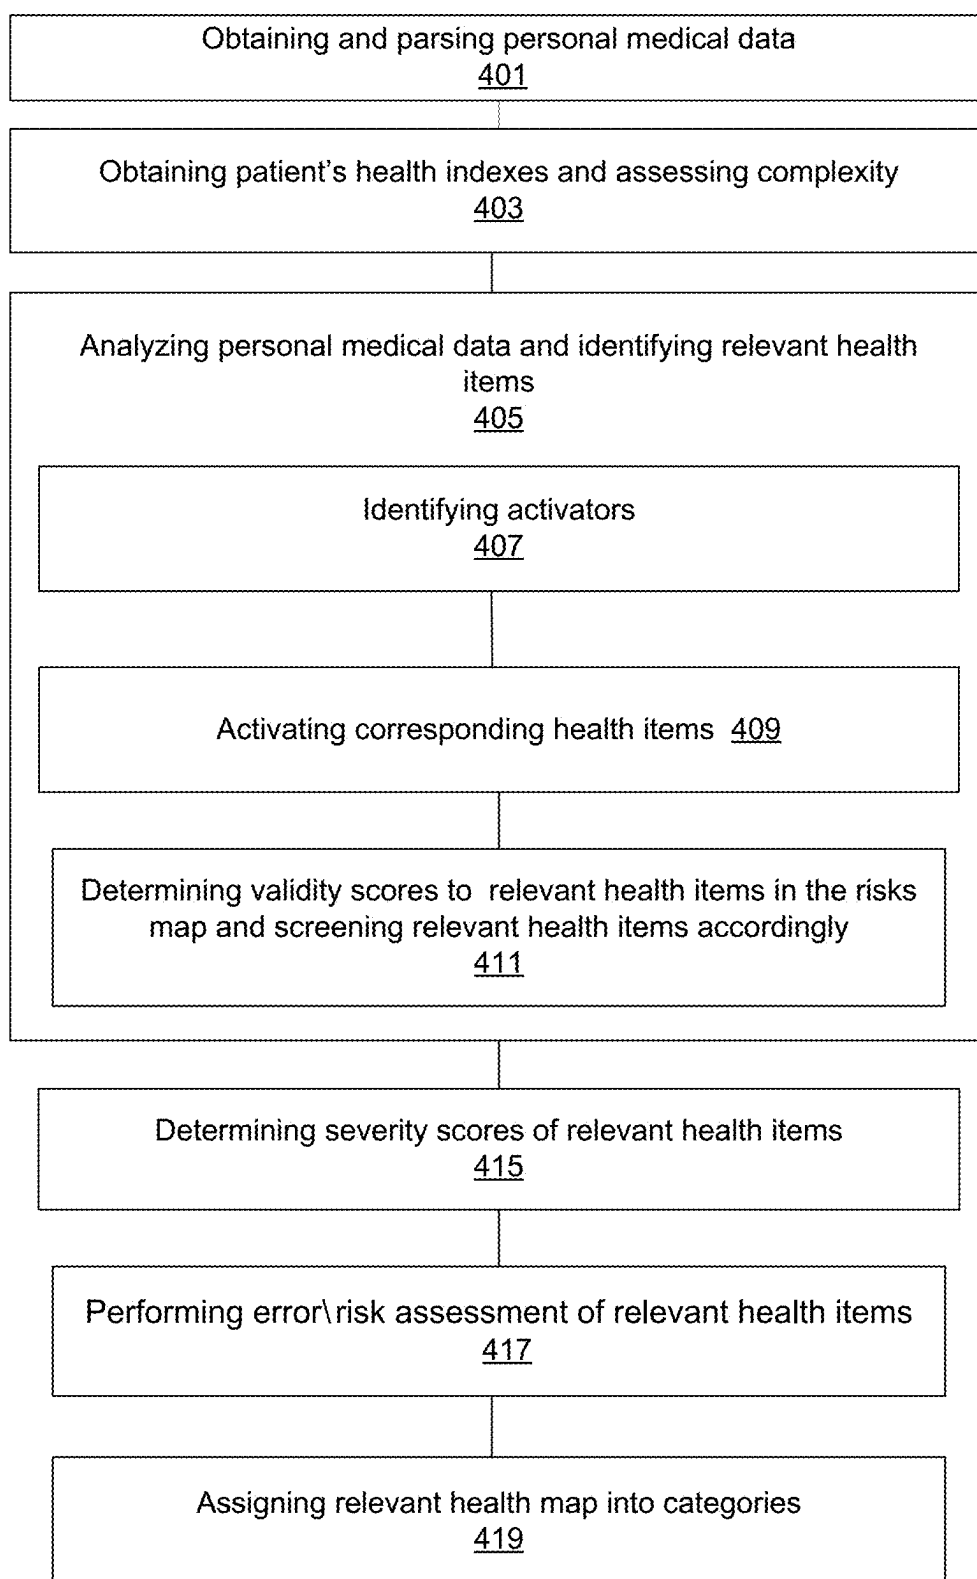 Obtaining and parsing personal medical data
401
Obtaining patient's health indexes and assessing complexity
403
Analyzing personal medical data and identifying relevant health
items
405
Identifying activators
407
Activating corresponding health items 409
Determining validity scores to relevant health items in the risks
map and screening relevant health items accordingly
411
Determining severity scores of relevant health items
415
Performing error\risk assessment of relevant health items
417
Assigning relevant health map into categories
419